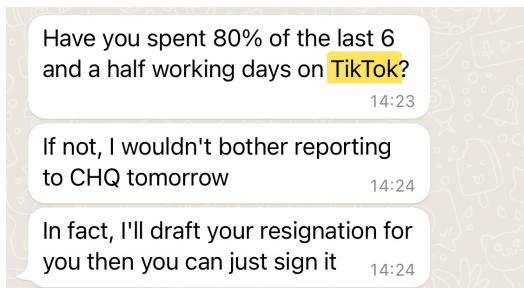 Have you spent 80% of the last 6
and a half working days on TikTok?
14:23
If not, I wouldn't bother reporting
to CHQ tomorrow
14:24
In fact, I'll draft your resignation for
you then you can just sign it
14:24